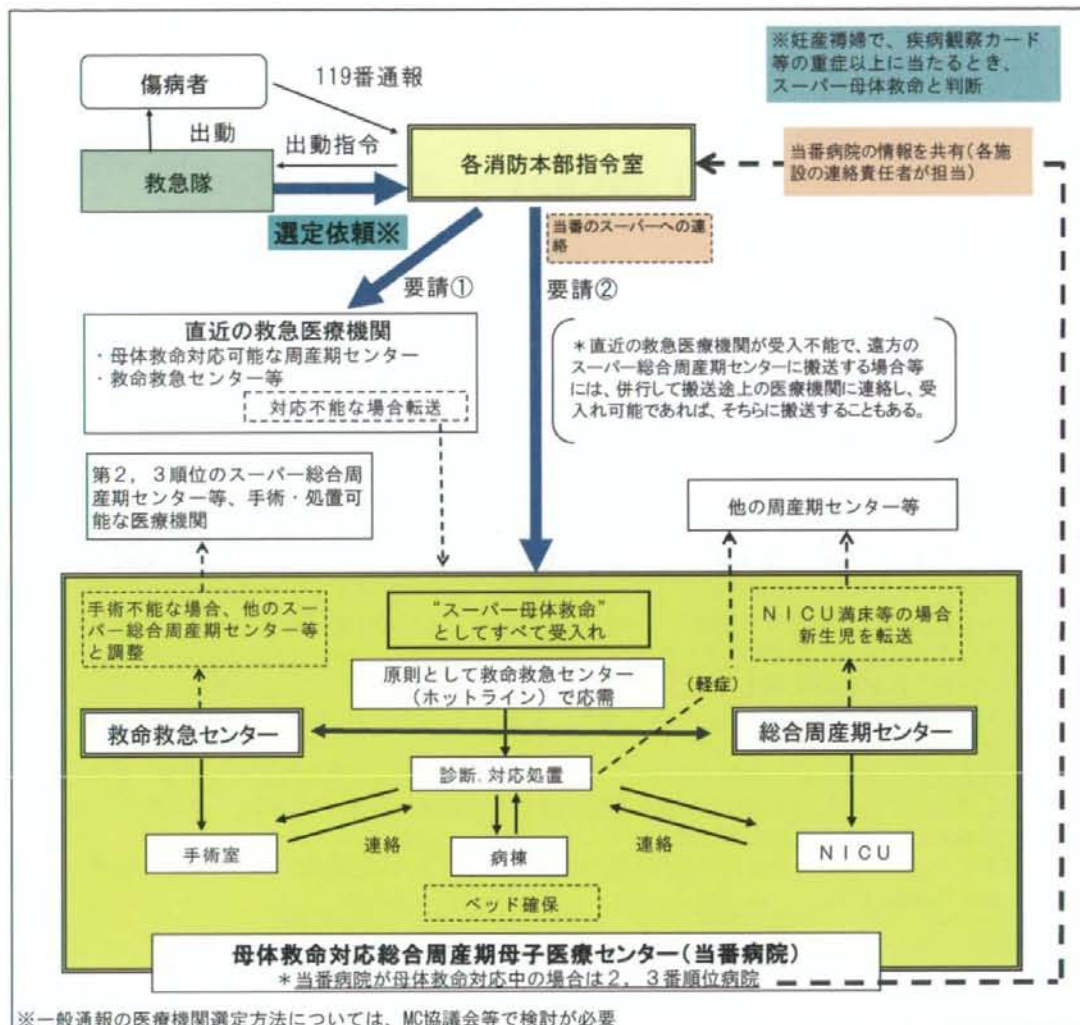 ※妊産褥婦で、疾病観察カード
等の重症以上に当たるとき、
スーパー母体救命と判断
傷病者
119番通報
出動
出動指令
救急隊
各消防本部指令室
当番病院の情報を共有(各施
設の連絡責任者が担当)
選定依頼※
当番のスーパーへの連
絡
要請①
要請②
直近の救急医療機関
・母体救命対応可能な周産期センター
・救命救急センター等
対応不能な場合転送
*直近の救急医療機関が受入不能で、遠方の
スーパー総合周産期センターに搬送する場合等
には、併行して搬送途上の医療機関に連絡し、受
入れ可能であれば、そちらに搬送することもある。
第2，3順位のスーパー総合周
産期センター等、手術・処置可
能な医療機関
他の周産期センター等
手術不能な場合、他のスー
パー総合周産期センター等
と調整
“スーパー母体救命”
としてすべて受入れ
NICU満床等の場合
新生児を転送
原則として救命救急センター
(ホットライン)で応需
(軽症)
救命救急センター
総合周産期センター
診断.対応処置
手術室
連絡
病棟
連絡
NICU
ベッド確保
母体救命対応総合周産期母子医療センター(当番病院)
*当番病院が母体救命対応中の場合は2，3番順位病院
※一般通報の医療機関選定方法については、MC協議会等で検討が必要